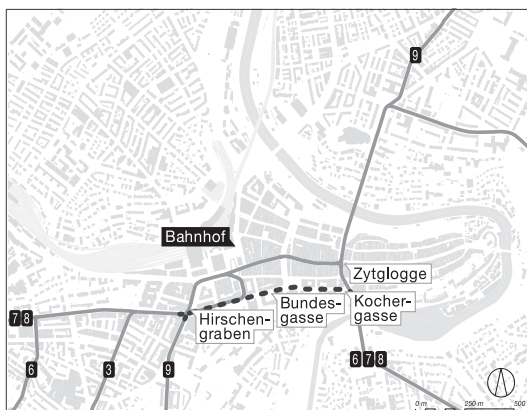 9
Bahnhof
Zytglogge
Bundes-
gasse
Kocher-
gasse
Hirschen-
graben
7 8
6
3
9
6 7 8
0 m 250 m 500